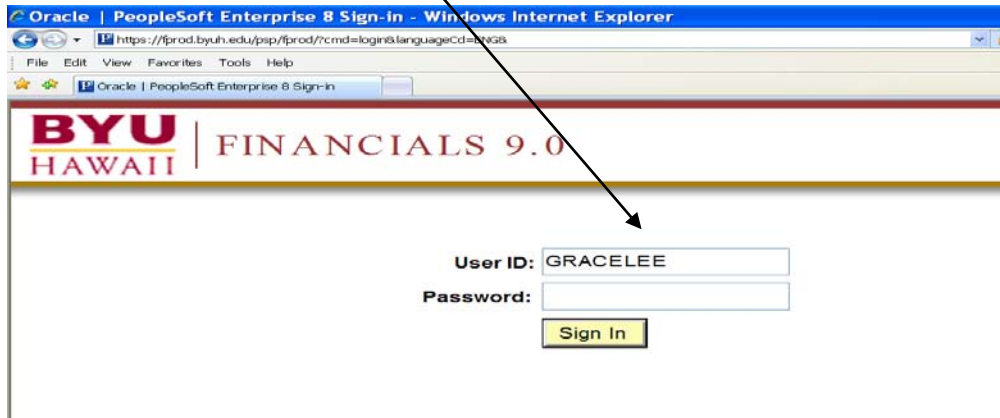 Oracle | PeopleSoft Enterprise 8 Sign-in - Windows Internet Explorer
https://fprod.byuh.edu/psp/fprod/?cmd=login&languageCd=ENG&
File Edit View Favorites Tools Help
Oracle | PeopleSoft Enterprise 8 Sign-in
BYU
HAWAII
FINANCIALS 9.0
User ID: GRACELEE
Password:
Sign In